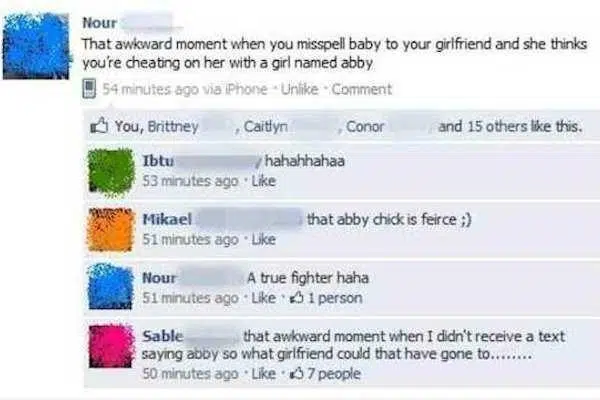 Nour
That awkward moment when you misspell baby to your girlfriend and she thinks
you're cheating on her with a girl named abby
54 minutes ago via iPhone · Unlike · Comment
You, Brittney , Caitlyn , Conor and 15 others like this.
Ibtu hahahhahaa
53 minutes ago · Like
Mikael that abby chick is feirce ;)
51 minutes ago · Like
Nour A true fighter haha
51 minutes ago · Like · 1 person
Sable that awkward moment when I didn't receive a text
saying abby so what girlfriend could that have gone to........
50 minutes ago · Like · 7 people